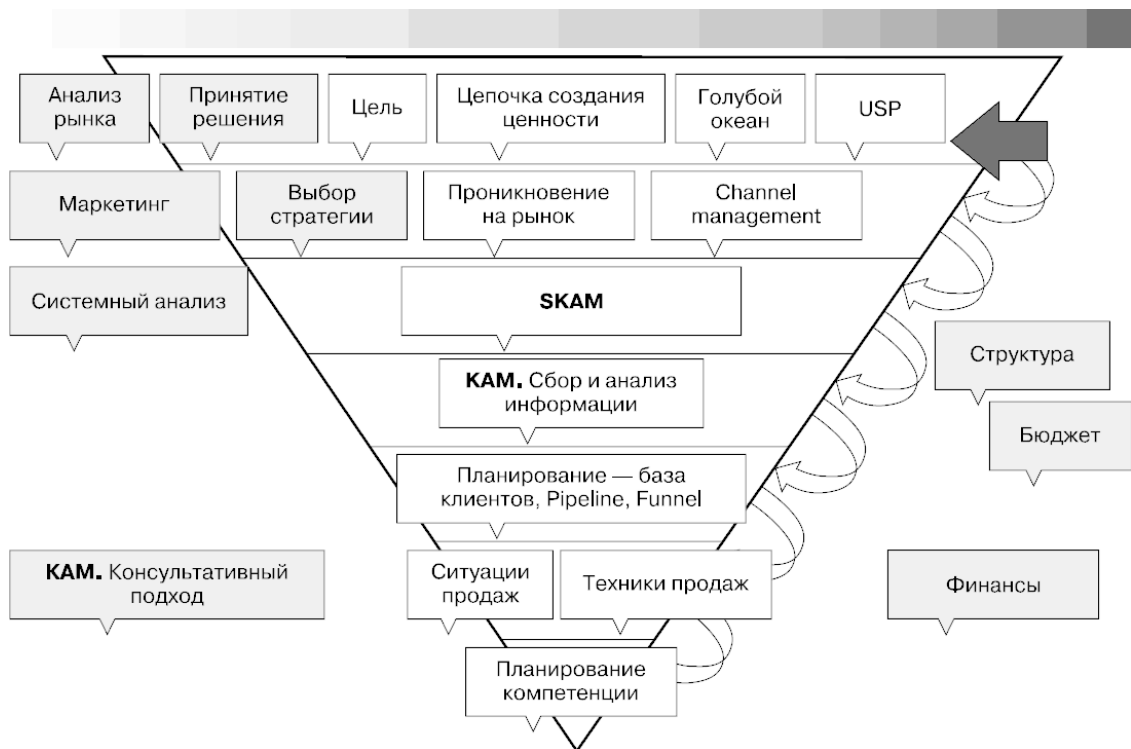 Анализ
рынка
Принятие
решения
Цель
Цепочка создания
ценности
Голубой
океан
USP
Маркетинг
Выбор
стратегии
Проникновение
на рынок
Channel
management
Системный анализ
SKAM
Структура
KAM. Сбор и анализ
информации
Бюджет
Планирование — база
клиентов, Pipeline, Funnel
KAM. Консультативный
подход
Ситуации
продаж
Техники продаж
Финансы
Планирование
компетенции